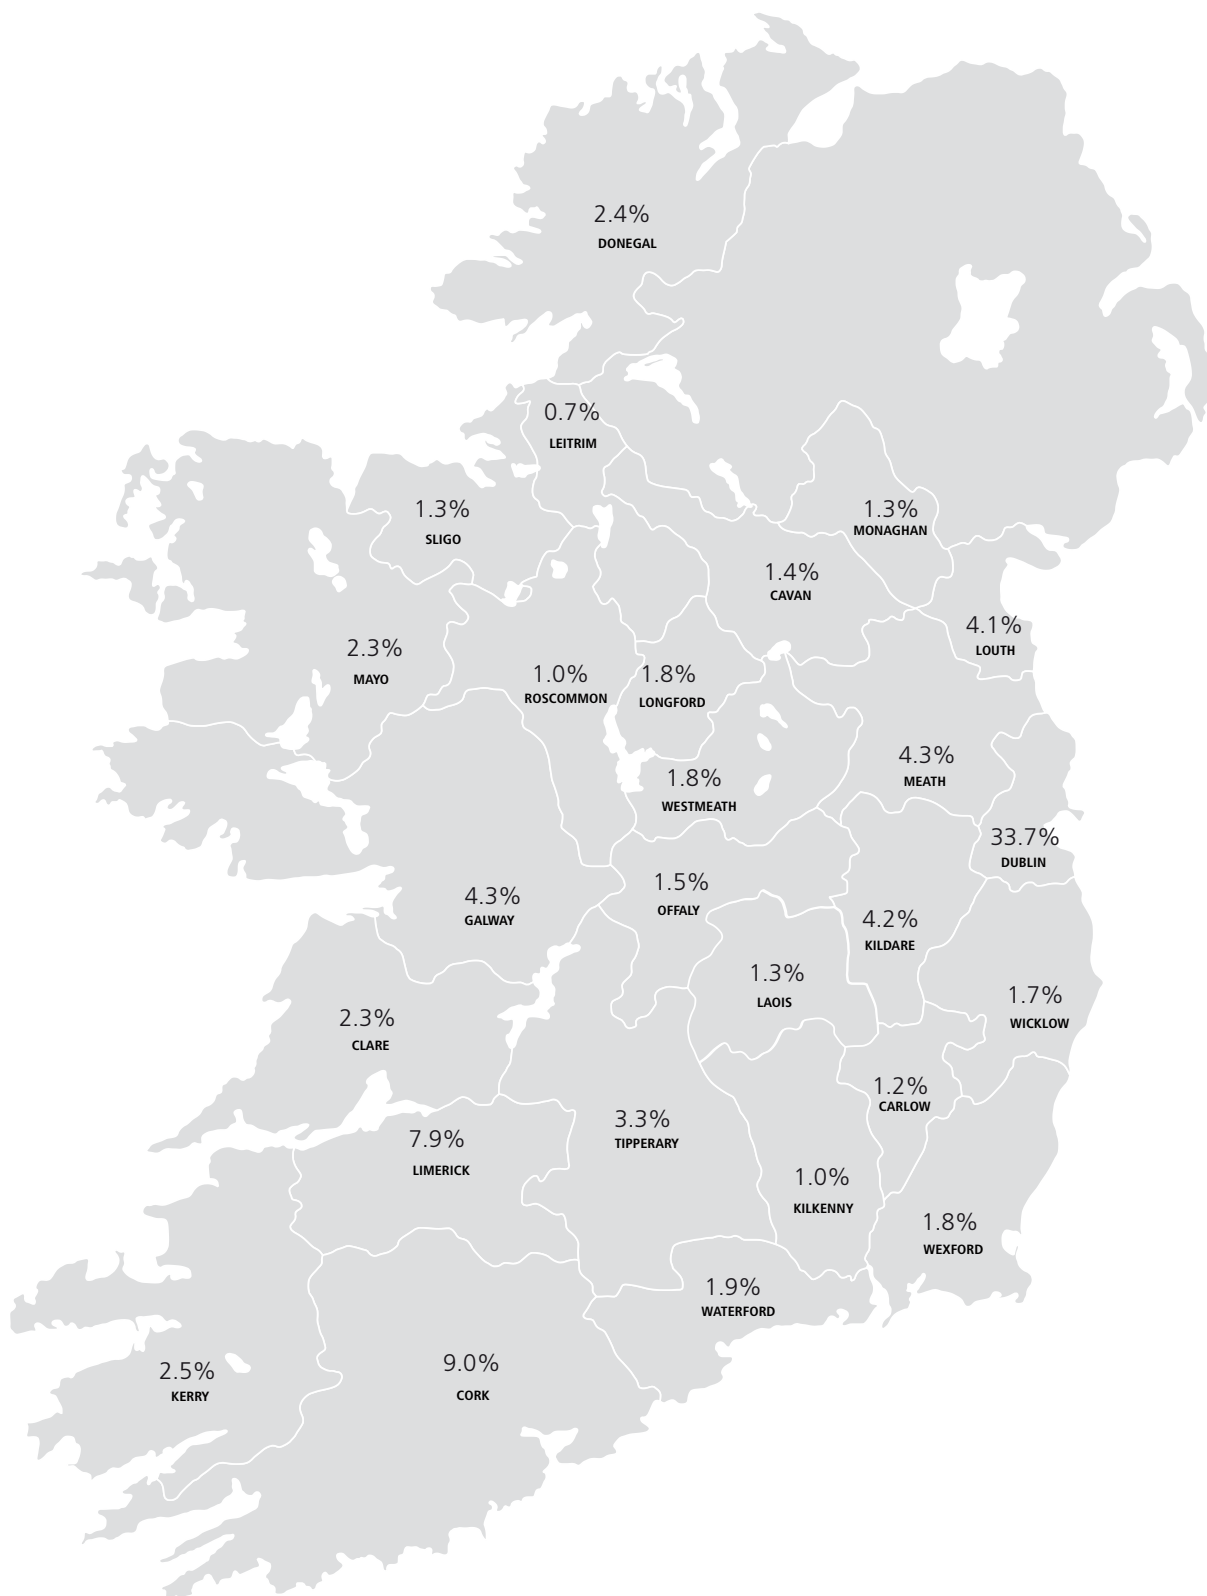 2.4%
DONEGAL
0.7%
LEITRIM
1.3%
SLIGO
1.3%
MONAGHAN
1.4%
CAVAN
4.1%
LOUTH
2.3%
MAYO
1.0%
ROSCOMMON
1.8%
LONGFORD
4.3%
MEATH
1.8%
WESTMEATH
33.7%
DUBLIN
1.5%
OFFALY
4.3%
GALWAY
4.2%
KILDARE
1.3%
LAOIS
1.7%
WICKLOW
2.3%
CLARE
1.2%
CARLOW
3.3%
TIPPERARY
7.9%
LIMERICK
1.0%
KILKENNY
1.8%
WEXFORD
1.9%
WATERFORD
9.0%
CORK
2.5%
KERRY